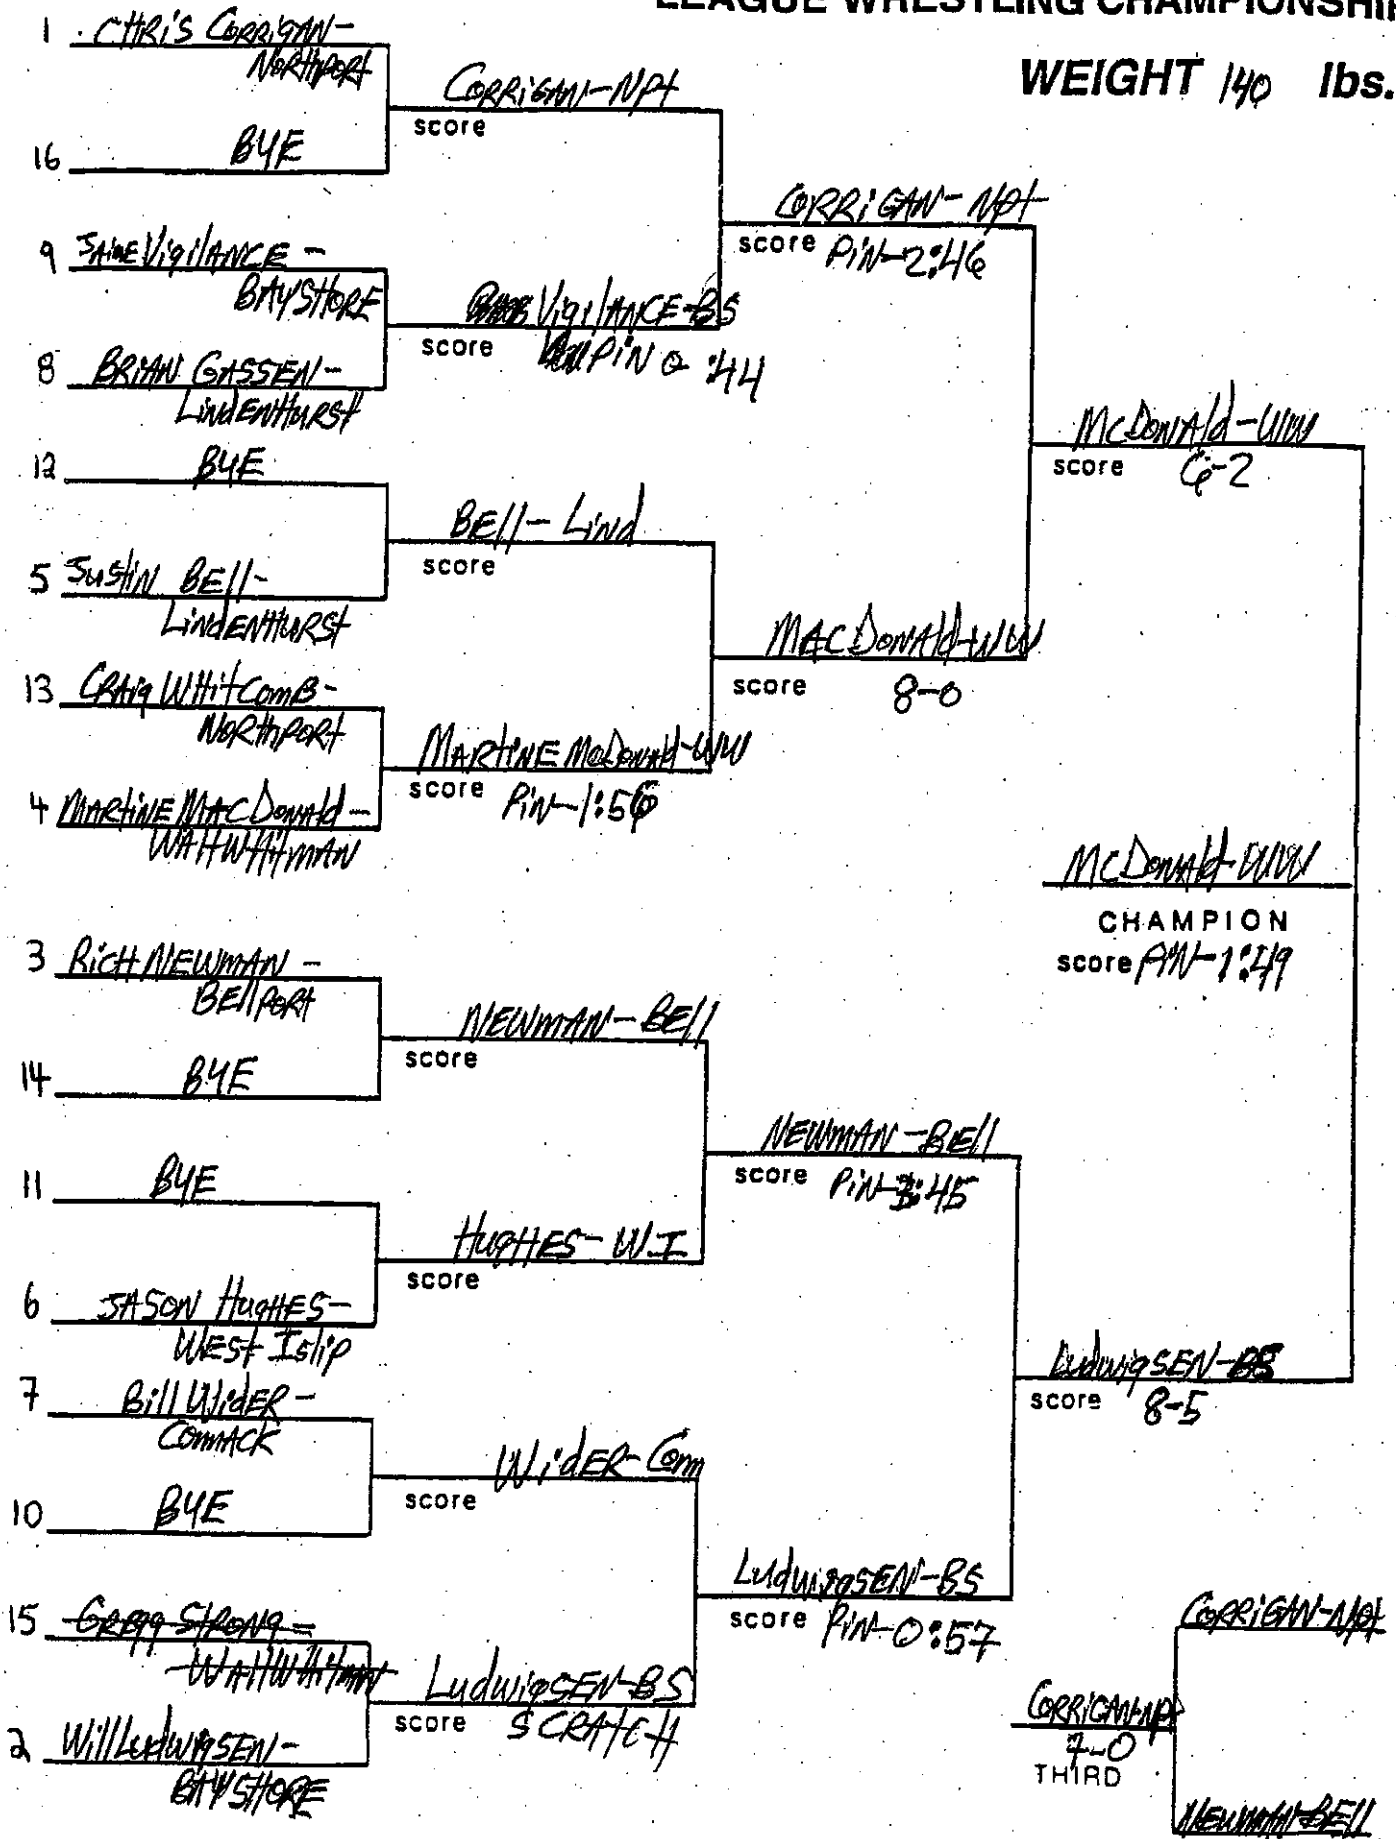 LEAGUE WRESTLING CHAMPIONSHIP
WEIGHT 140 lbs.
1 CHRIS CORRIGAN-
NORTHPORT
CORRIGAN-NPT
score
16 BYE
CORRIGAN-NPT
score PIN-2:46
9 JAIME VIGILANCE -
BAYSHORE
VIGILANCE-BS
score PIN 0:44
8 BRIAN GASSEN-
LINDENHURST
McDONALD-WW
score 6-2
12 BYE
BELL-LIND
score
5 JUSTIN BELL-
LINDENHURST
MACDONALD-WW
score 8-0
13 CRAIG WHITCOMB-
NORTHPORT
MARTINE McDONALD-WW
score PIN-1:56
4 MARTINE MACDONALD-
WALT WHITMAN
McDONALD-WW
CHAMPION
score PIN-1:49
3 RICH NEWMAN -
BELLPORT
NEWMAN-BELL
score
14 BYE
NEWMAN-BELL
score PIN- :45
11 BYE
HUGHES-W.I
score
6 JASON HUGHES-
WEST ISLIP
LUDWIGSEN-BS
score 8-5
7 BILL WIDER-
COMMACK
WIDER-COMM
score
10 BYE
LUDWIGSEN-BS
score PIN-0:57
15 GREGG STRONG=
WALT WHITMAN
LUDWIGSEN-BS
score SCRATCH
2 WILL LUDWIGSEN-
BAYSHORE
CORRIGAN-NPT
CORRIGAN-NPT
7-0
THIRD
NEWMAN-BELL